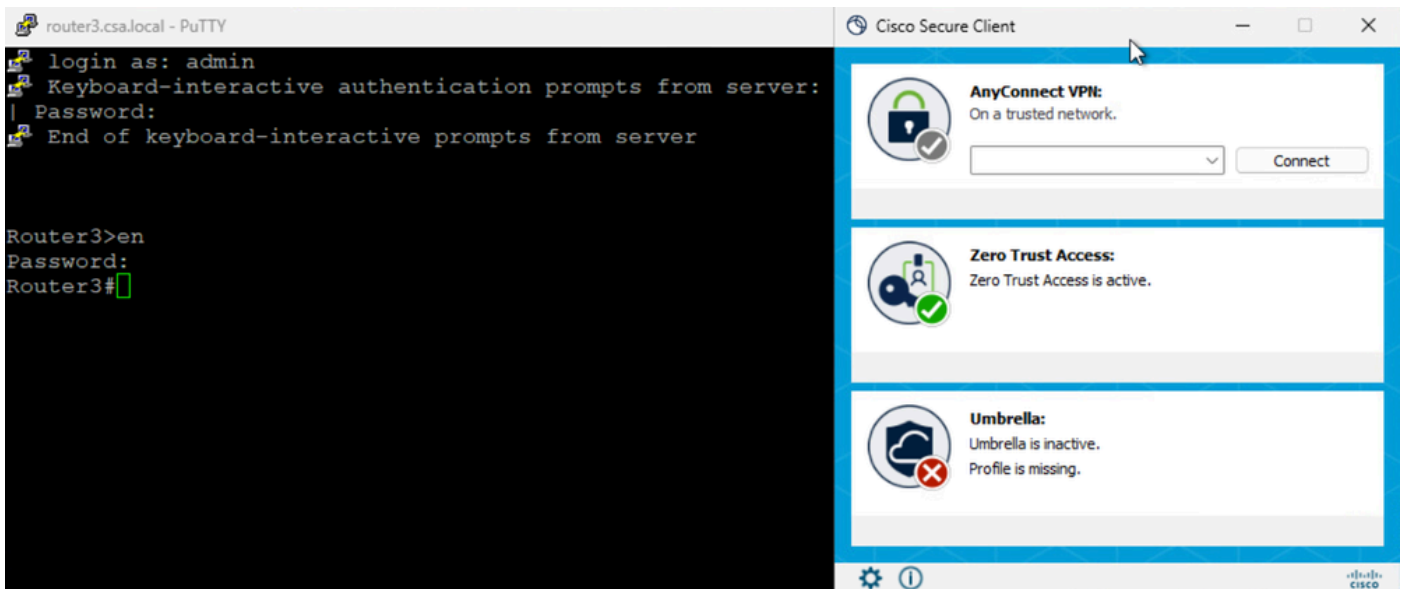 router3.csa.local - PuTTY
login as: admin
Keyboard-interactive authentication prompts from server:
| Password:
End of keyboard-interactive prompts from server
Router3>en
Password:
Router3#
Cisco Secure Client
AnyConnect VPN:
On a trusted network.
Connect
Zero Trust Access:
Zero Trust Access is active.
Umbrella:
Umbrella is inactive.
Profile is missing.
CISCO